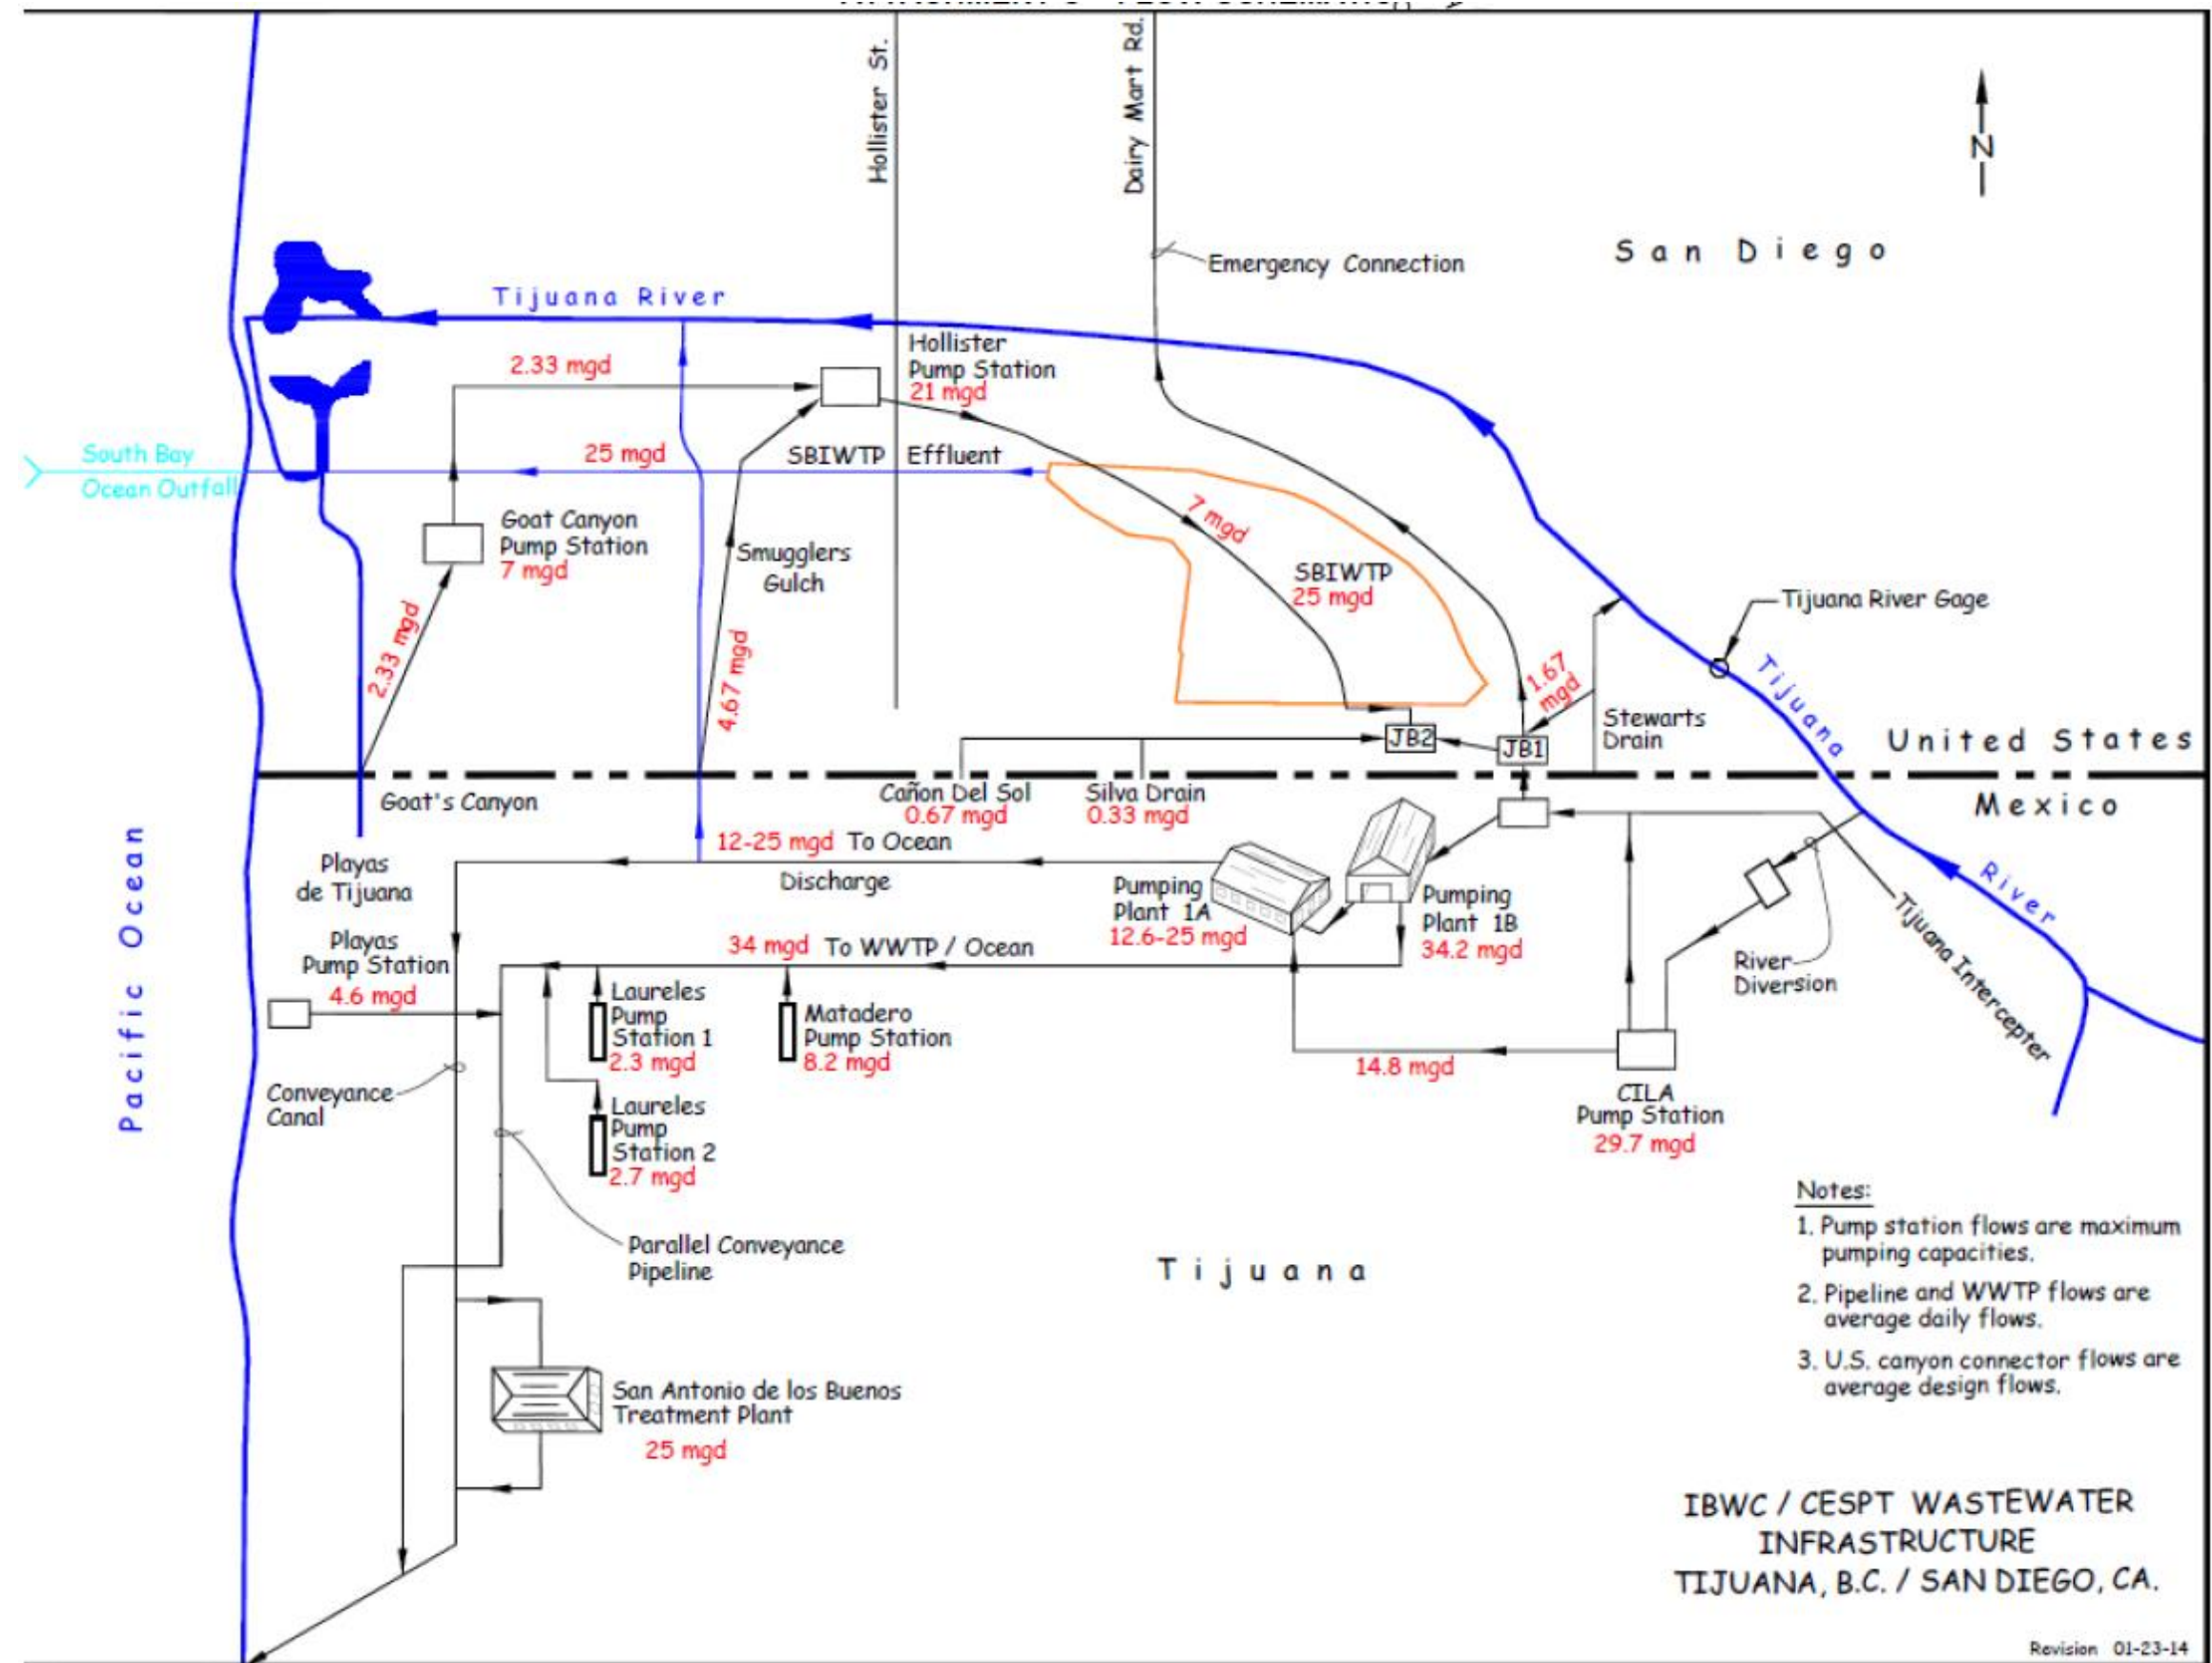 Hollister St.
Dairy Mart Rd.
N
San Diego
Emergency Connection
Tijuana River
Hollister
Pump Station
21 mgd
2.33 mgd
South Bay
Ocean Outfall
25 mgd
SBIWTP Effluent
Goat Canyon
Pump Station
7 mgd
7 mgd
Smugglers
Gulch
SBIWTP
25 mgd
Tijuana River Gage
2.33 mgd
4.67 mgd
1.67
mgd
Stewarts
Drain
JB2
JB1
Tijuana
River
United States
Mexico
Goat's Canyon
Cañon Del Sol
0.67 mgd
Silva Drain
0.33 mgd
12-25 mgd To Ocean
Discharge
Playas
de Tijuana
Pacific Ocean
Pumping
Plant 1A
12.6-25 mgd
Pumping
Plant 1B
34.2 mgd
Tijuana Intercepter
River
Diversion
Playas
Pump Station
4.6 mgd
34 mgd To WWTP / Ocean
Laureles
Pump
Station 1
2.3 mgd
Matadero
Pump Station
8.2 mgd
14.8 mgd
CILA
Pump Station
29.7 mgd
Conveyance
Canal
Laureles
Pump
Station 2
2.7 mgd
Parallel Conveyance
Pipeline
Tijuana
Notes:
1. Pump station flows are maximum
pumping capacities.
2. Pipeline and WWTP flows are
average daily flows.
3. U.S. canyon connector flows are
average design flows.
San Antonio de los Buenos
Treatment Plant
25 mgd
IBWC / CESPT WASTEWATER
INFRASTRUCTURE
TIJUANA, B.C. / SAN DIEGO, CA.
Revision 01-23-14